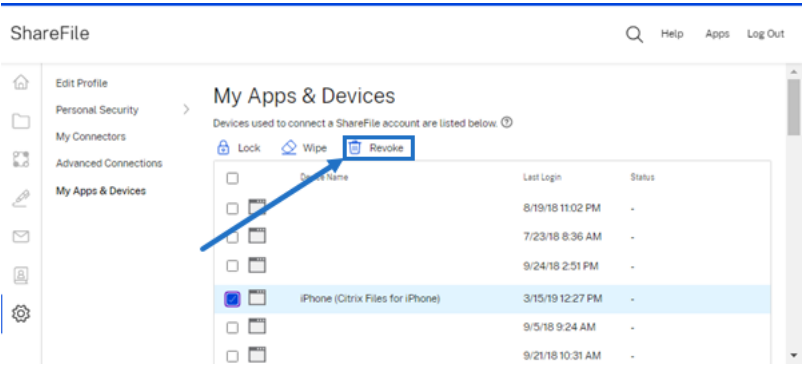 ShareFile
Help Apps Log Out
Edit Profile
Personal Security
My Connectors
Advanced Connections
My Apps & Devices
My Apps & Devices
Devices used to connect a ShareFile account are listed below.
Lock Wipe Revoke
Device Name Last Login Status
8/19/18 11:02 PM -
7/23/18 8:36 AM -
9/24/18 2:51 PM -
iPhone (Citrix Files for iPhone) 3/15/19 12:27 PM -
9/5/18 9:24 AM -
9/21/18 10:31 AM -